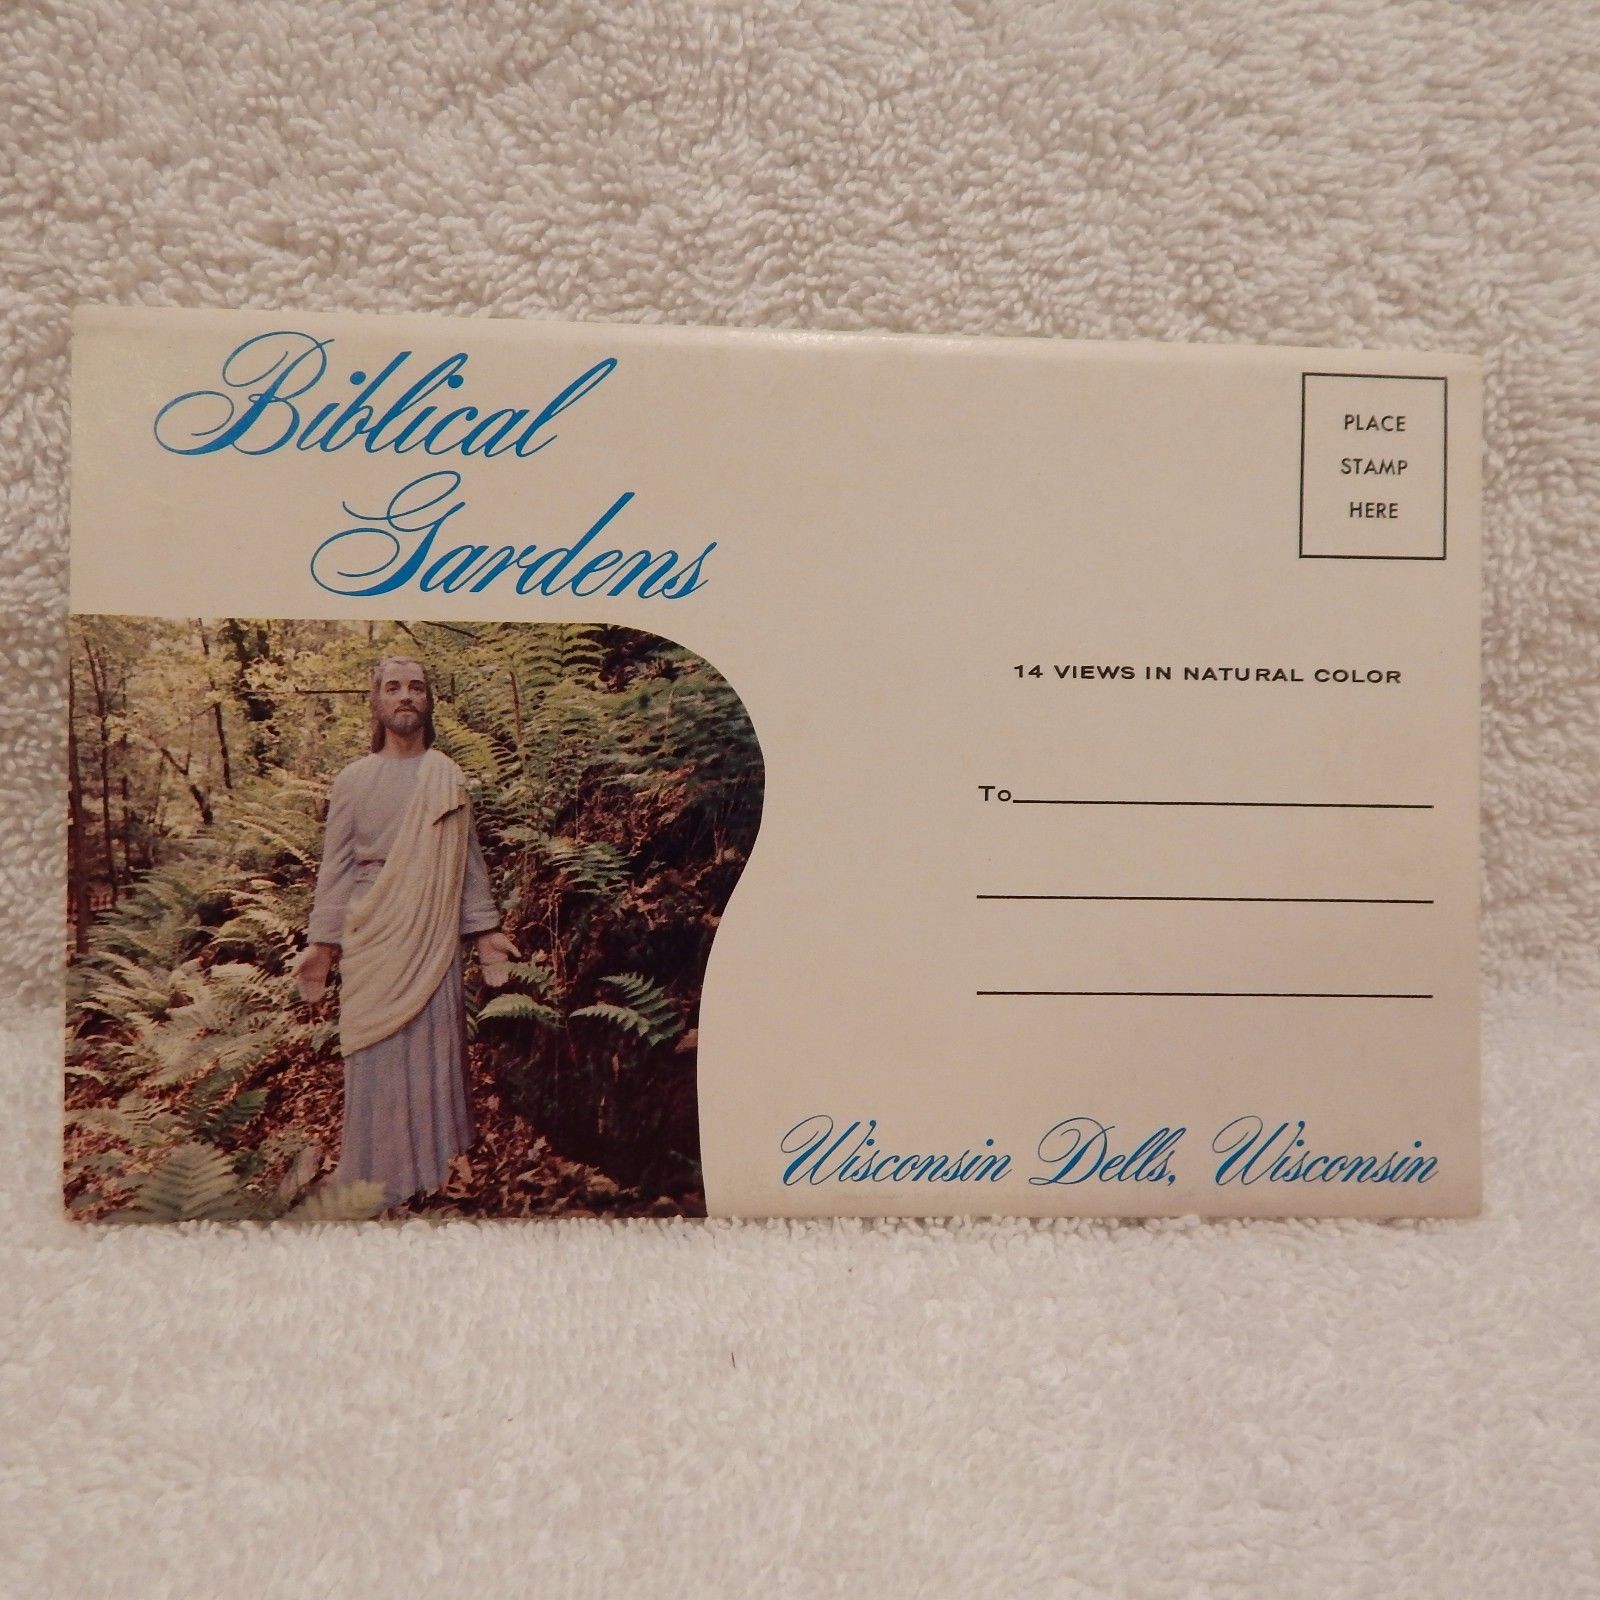 Biblical
Gardens
PLACE
STAMP
HERE
14 VIEWS IN NATURAL COLOR
To
Wisconsin Dells, Wisconsin